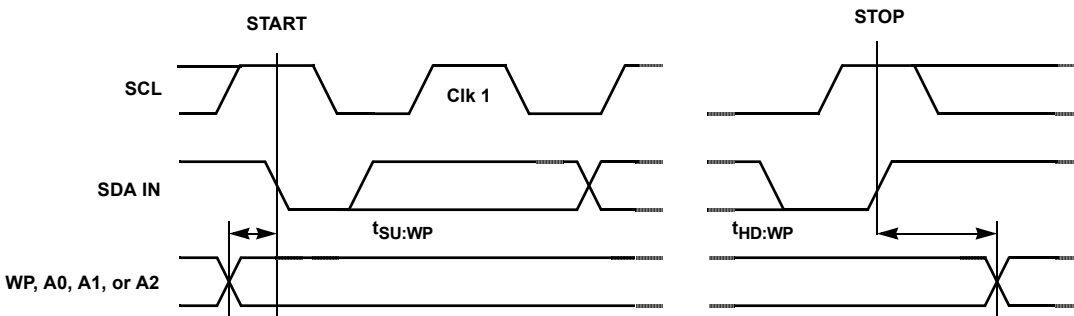 START
STOP
SCL
Clk 1
SDA IN
tSU:WP
tHD:WP
WP, A0, A1, or A2